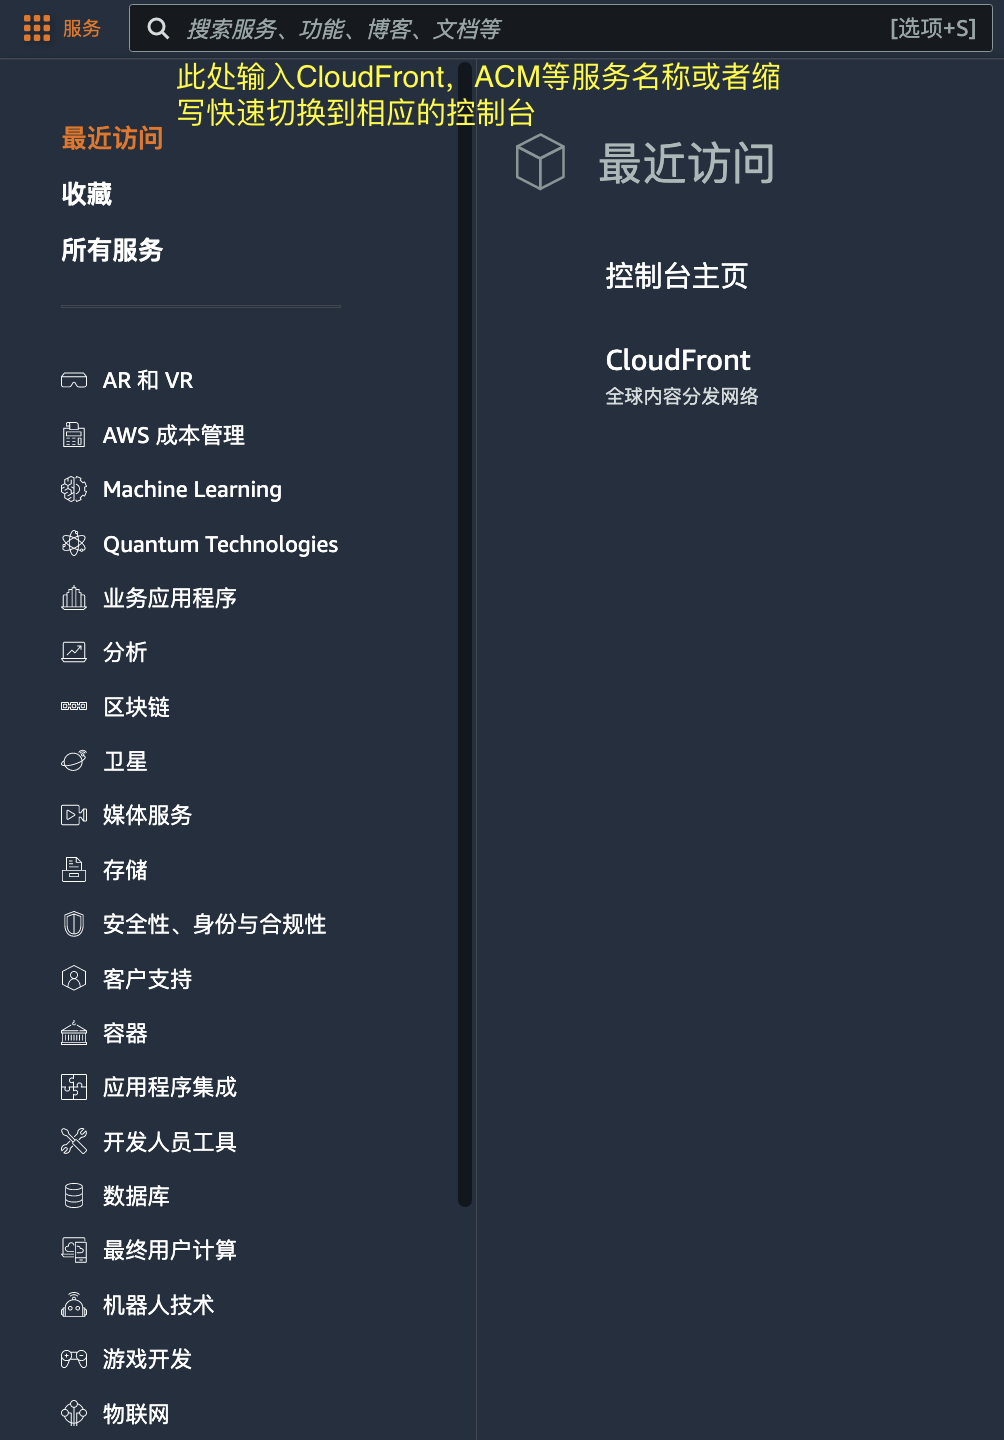 服务
搜索服务、功能、博客、文档等
[选项+S]
此处输入CloudFront，ACM等服务名称或者缩
写快速切换到相应的控制台
最近访问
收藏
所有服务
AR 和 VR
AWS 成本管理
Machine Learning
Quantum Technologies
业务应用程序
分析
区块链
卫星
媒体服务
存储
安全性、身份与合规性
客户支持
容器
应用程序集成
开发人员工具
数据库
最终用户计算
机器人技术
游戏开发
物联网
最近访问
控制台主页
CloudFront
全球内容分发网络